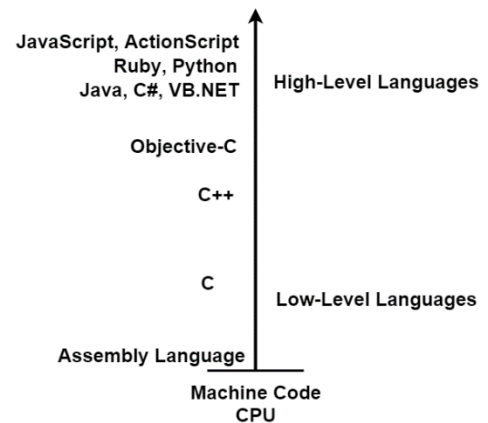 JavaScript, ActionScript
Ruby, Python
Java, C#, VB.NET
High-Level Languages
Objective-C
C++
C
Low-Level Languages
Assembly Language
Machine Code
CPU